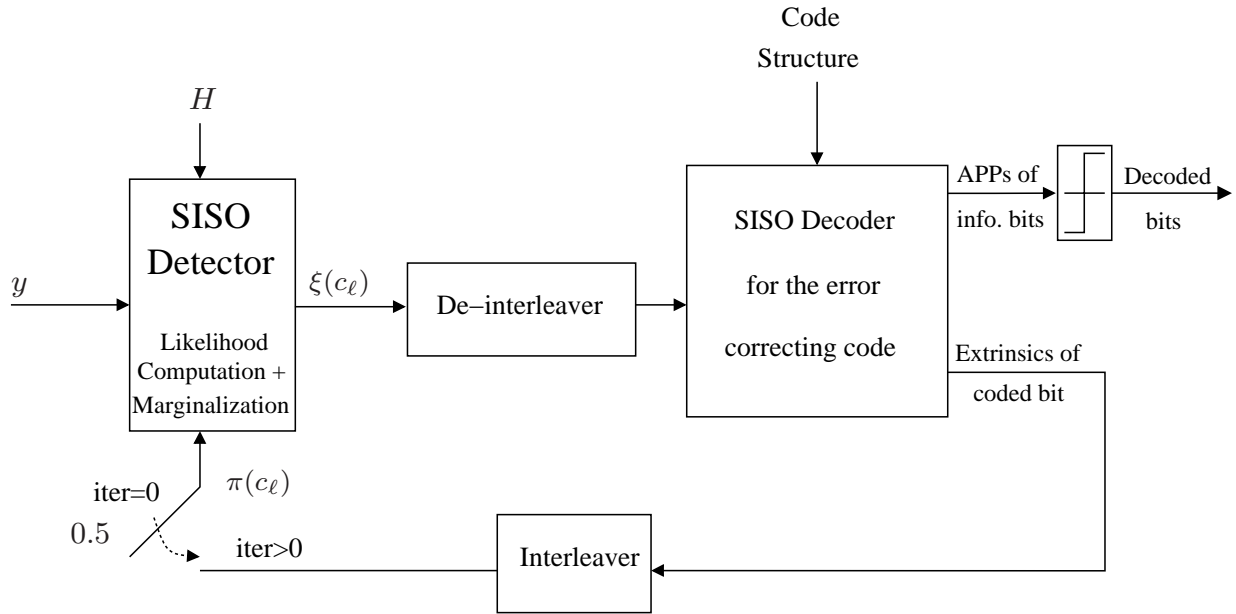 Code
Structure
H
SISO
Detector
Likelihood
Computation +
Marginalization
y
ξ(c_ℓ)
De−interleaver
SISO Decoder
for the error
correcting code
APPs of
info. bits
Decoded
bits
Extrinsics of
coded bit
iter=0
π(c_ℓ)
0.5
iter>0
Interleaver